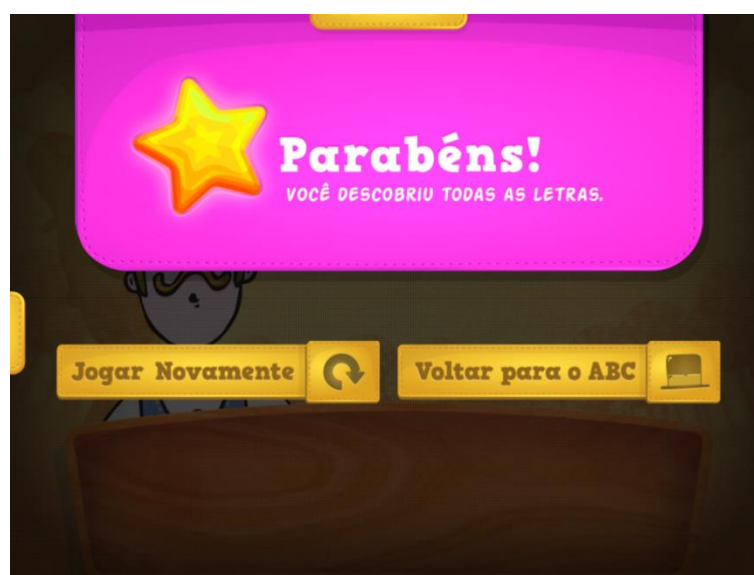 Parabéns!
VOCÊ DESCOBRIU TODAS AS LETRAS.
Jogar Novamente
Voltar para o ABC